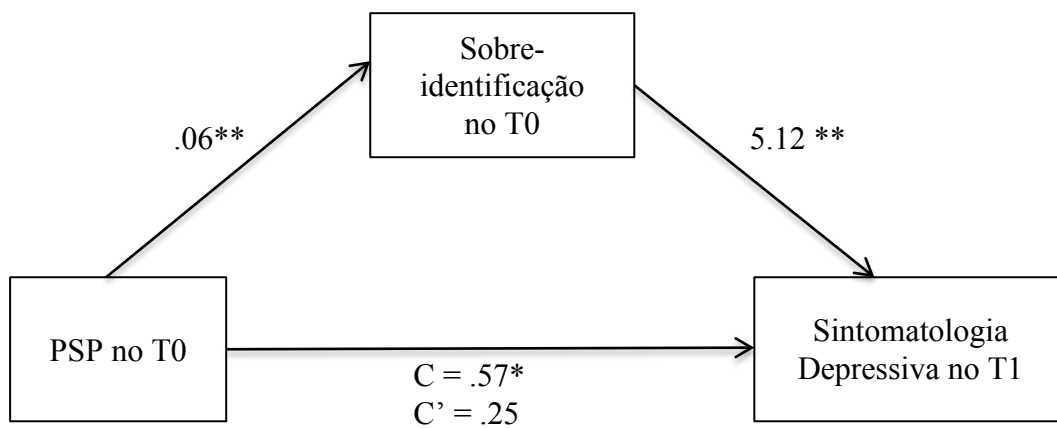 Sobre-
identificação
no T0
.06**
5.12 **
PSP no T0
Sintomatologia
Depressiva no T1
C = .57*
C’ = .25